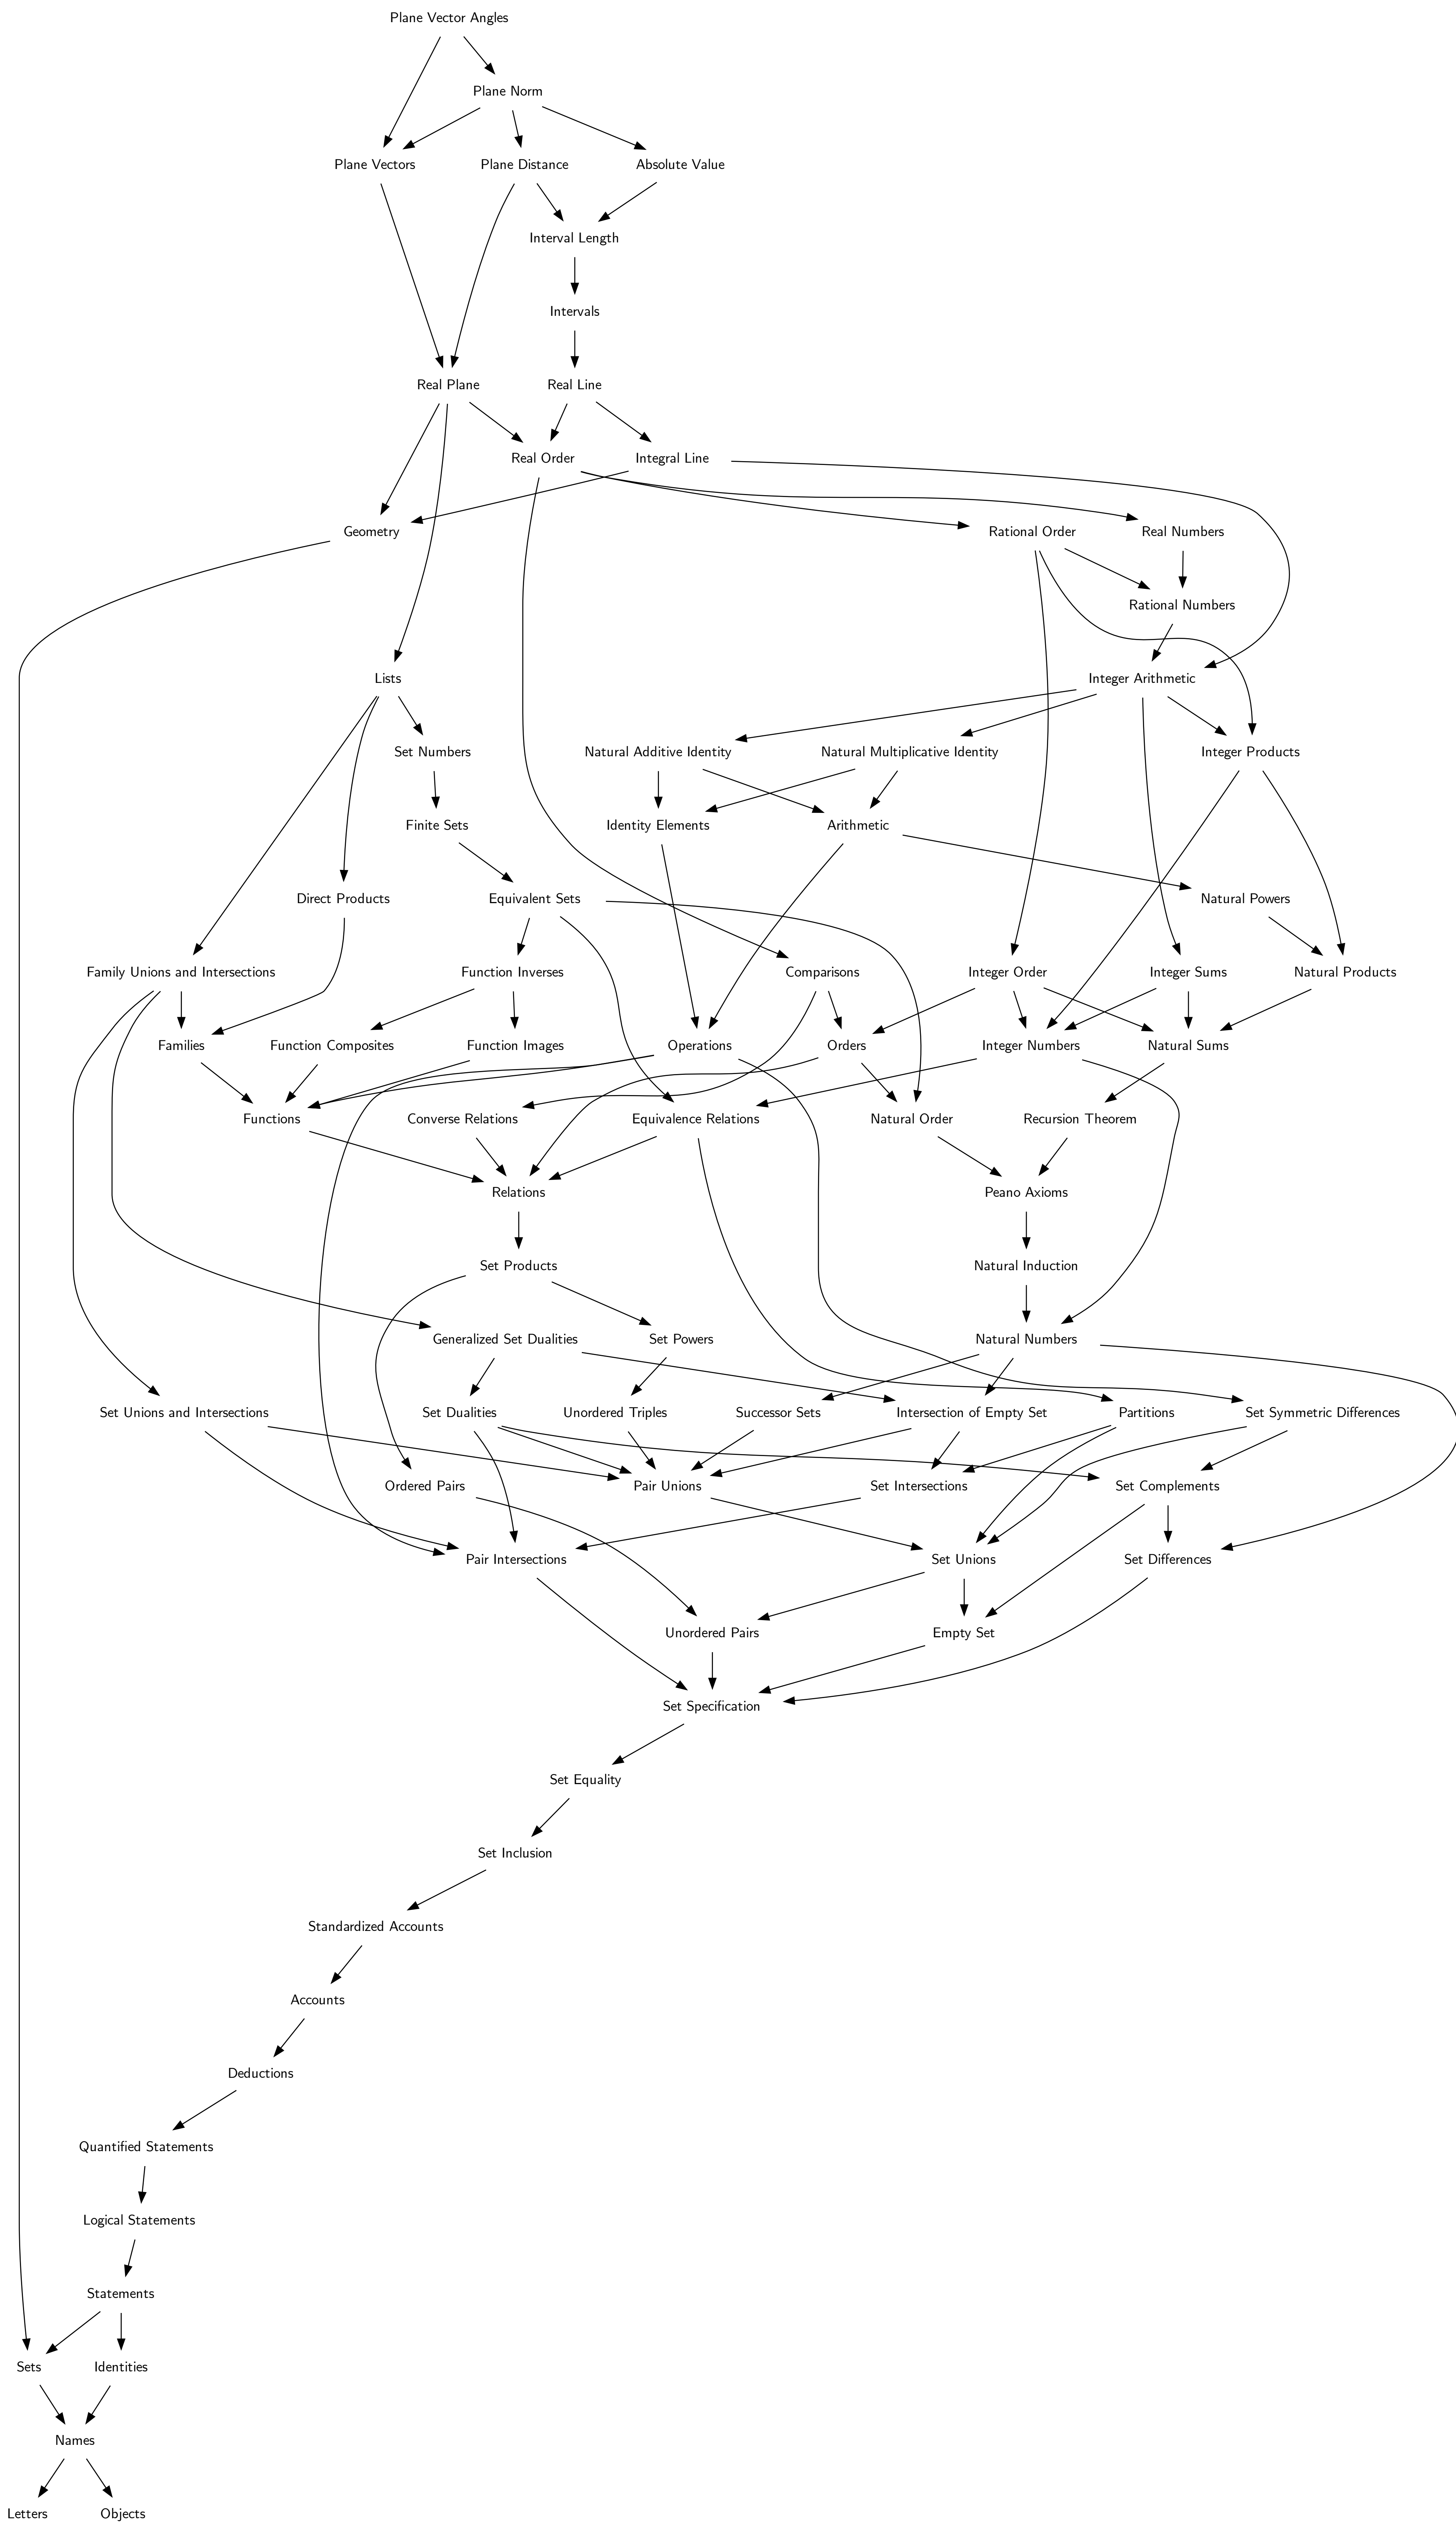 Plane Vector Angles
Plane Norm
Plane Vectors
Plane Distance
Absolute Value
Interval Length
Intervals
Real Plane
Real Line
Real Order
Integral Line
Geometry
Rational Order
Real Numbers
Rational Numbers
Lists
Integer Arithmetic
Set Numbers
Natural Additive Identity
Natural Multiplicative Identity
Integer Products
Finite Sets
Identity Elements
Arithmetic
Direct Products
Equivalent Sets
Natural Powers
Family Unions and Intersections
Function Inverses
Comparisons
Integer Order
Integer Sums
Natural Products
Families
Function Composites
Function Images
Operations
Orders
Integer Numbers
Natural Sums
Functions
Converse Relations
Equivalence Relations
Natural Order
Recursion Theorem
Relations
Peano Axioms
Set Products
Natural Induction
Generalized Set Dualities
Set Powers
Natural Numbers
Set Unions and Intersections
Set Dualities
Unordered Triples
Successor Sets
Intersection of Empty Set
Partitions
Set Symmetric Differences
Ordered Pairs
Pair Unions
Set Intersections
Set Complements
Pair Intersections
Set Unions
Set Differences
Unordered Pairs
Empty Set
Set Specification
Set Equality
Set Inclusion
Standardized Accounts
Accounts
Deductions
Quantified Statements
Logical Statements
Statements
Sets
Identities
Names
Letters
Objects